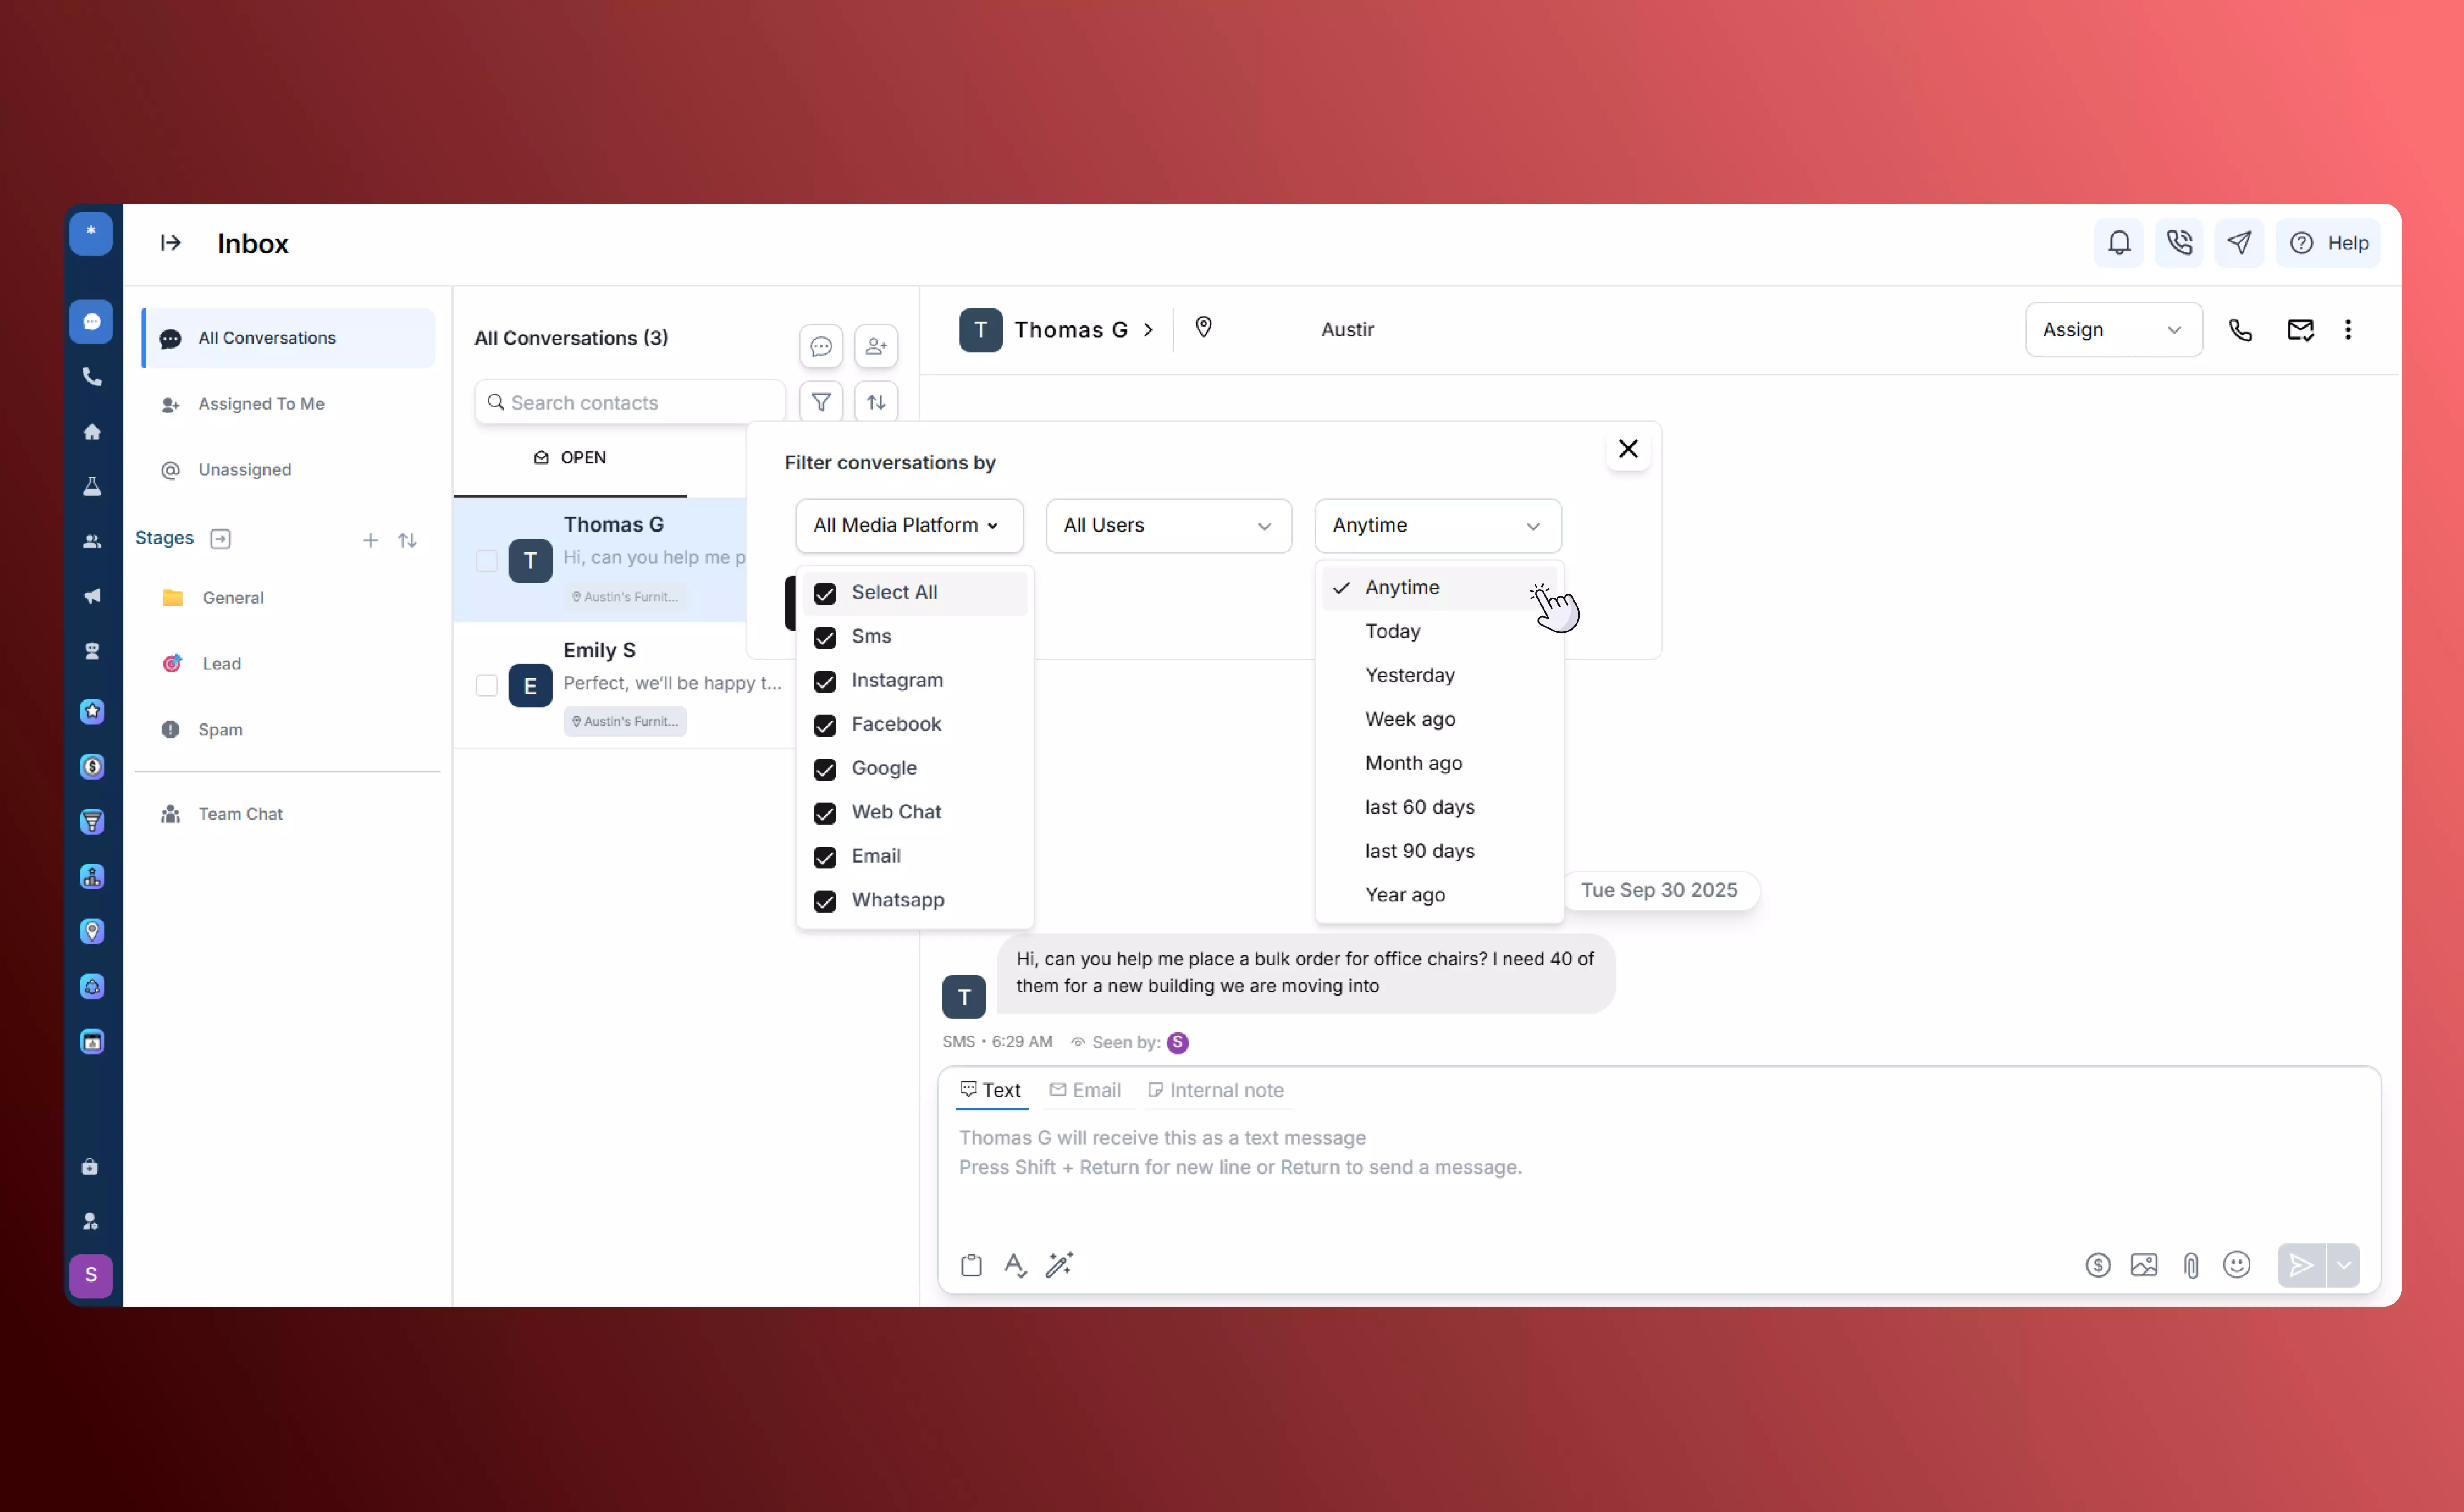 Inbox
Help
All Conversations
Assigned To Me
Unassigned
Stages
General
Lead
Spam
Team Chat
S
All Conversations (3)
Search contacts
OPEN
T
Thomas G
Hi, can you help me p
Austin's Furnit...
E
Emily S
Perfect, we'll be happy t...
Austin's Furnit...
T
Thomas G
Austir
Assign
Filter conversations by
All Media Platform
All Users
Anytime
Select All
Sms
Instagram
Facebook
Google
Web Chat
Email
Whatsapp
Anytime
Today
Yesterday
Week ago
Month ago
last 60 days
last 90 days
Year ago
Tue Sep 30 2025
Hi, can you help me place a bulk order for office chairs? I need 40 of
them for a new building we are moving into
T
SMS • 6:29 AM Seen by: S
Text Email Internal note
Thomas G will receive this as a text message
Press Shift + Return for new line or Return to send a message.